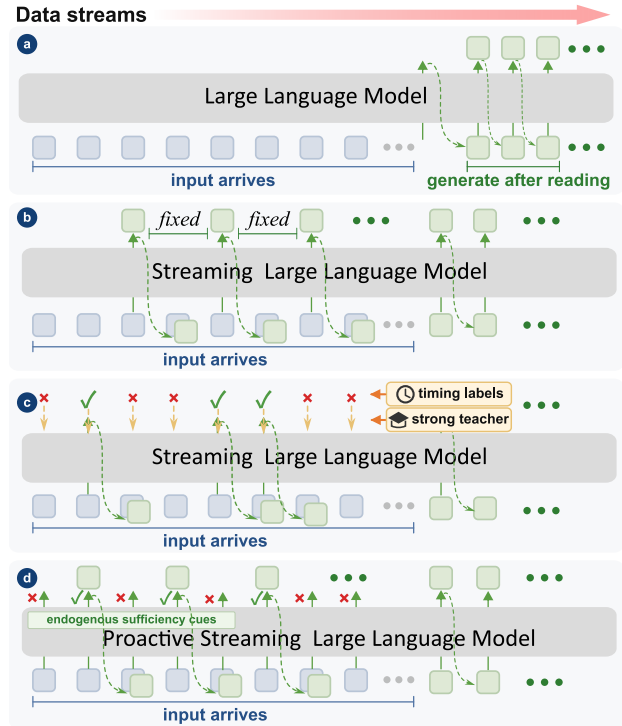 Data streams
a
Large Language Model
input arrives
generate after reading
b
fixed
fixed
Streaming Large Language Model
input arrives
c
timing labels
strong teacher
Streaming Large Language Model
input arrives
d
endogenous sufficiency cues
Proactive Streaming Large Language Model
input arrives